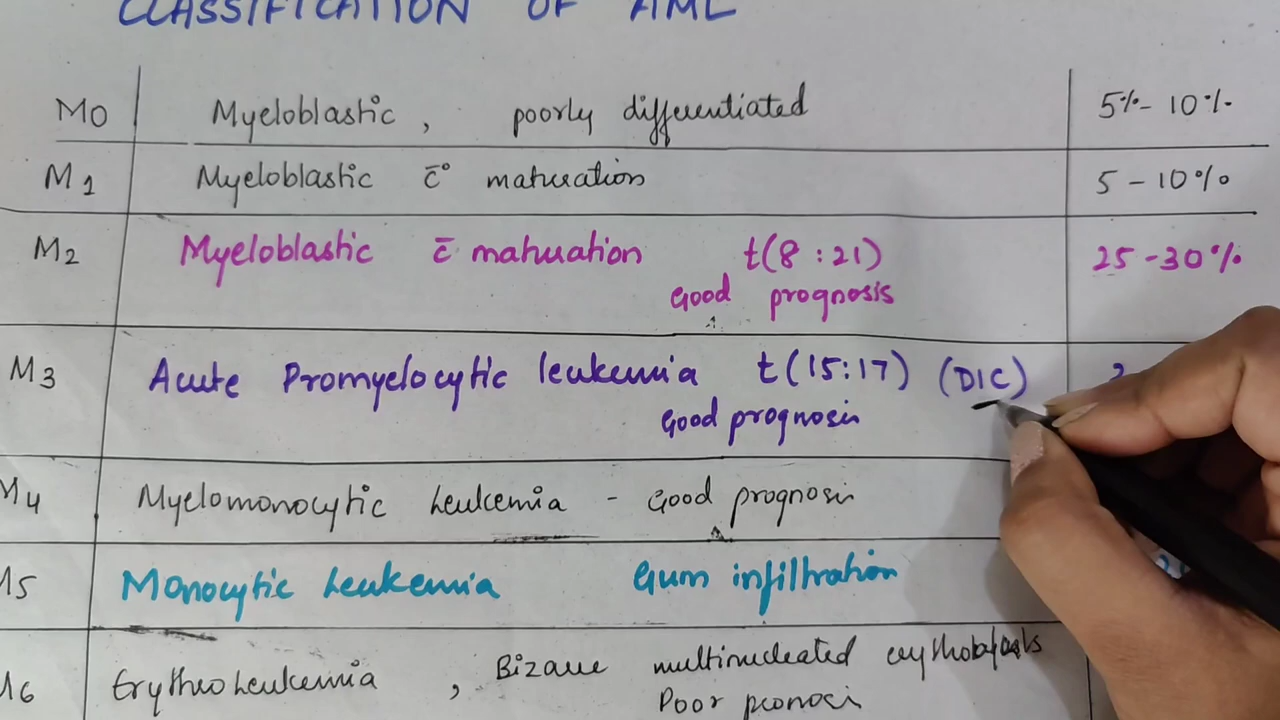 CLASSIFICATION OF AML
M0 Myeloblastic, poorly differentiated 5%-10%
M1 Myeloblastic c̄° maturation 5-10%
M2 Myeloblastic c̄ maturation t(8:21) 25-30%
Good prognosis
M3 Acute Promyelocytic leukemia t(15:17) (DIC)
Good prognosis
M4 Myelomonocytic Leukemia - Good prognosis
M5 Monocytic Leukemia Gum infiltration
M6 Erythroleukemia, Bizarre multinucleated erythoblasts
Poor